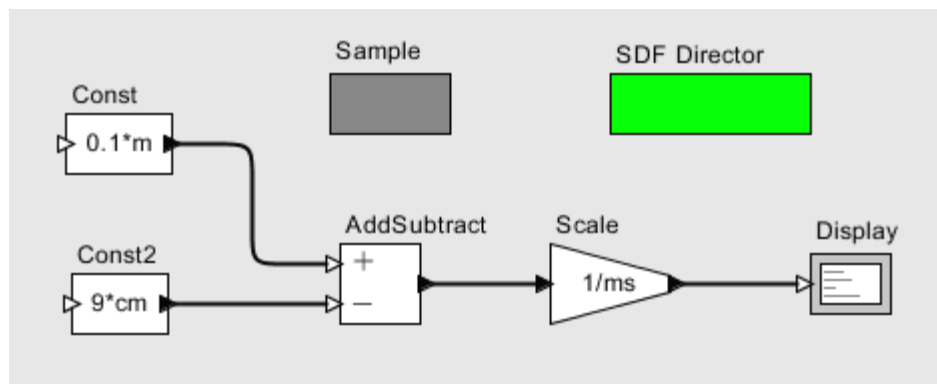 Sample
SDF Director
Const
0.1*m
AddSubtract
+
−
Scale
1/ms
Display
Const2
9*cm